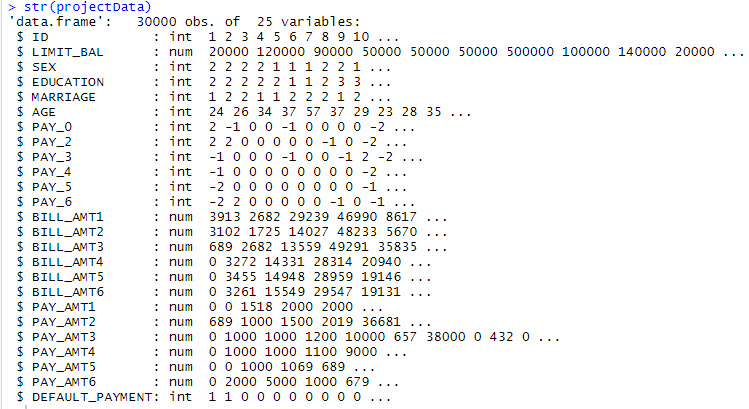 > str(projectData)
'data.frame':   30000 obs. of  25 variables:
 $ ID             : int  1 2 3 4 5 6 7 8 9 10 ...
 $ LIMIT_BAL      : num  20000 120000 90000 50000 50000 50000 500000 100000 140000 20000 ...
 $ SEX            : int  2 2 2 2 1 1 1 2 2 1 ...
 $ EDUCATION      : int  2 2 2 2 2 1 1 2 3 3 ...
 $ MARRIAGE       : int  1 2 2 1 1 2 2 2 1 2 ...
 $ AGE            : int  24 26 34 37 57 37 29 23 28 35 ...
 $ PAY_0          : int  2 -1 0 0 -1 0 0 0 0 -2 ...
 $ PAY_2          : int  2 2 0 0 0 0 0 -1 0 -2 ...
 $ PAY_3          : int  -1 0 0 0 -1 0 0 -1 2 -2 ...
 $ PAY_4          : int  -1 0 0 0 0 0 0 0 0 -2 ...
 $ PAY_5          : int  -2 0 0 0 0 0 0 0 0 -1 ...
 $ PAY_6          : int  -2 2 0 0 0 0 0 -1 0 -1 ...
 $ BILL_AMT1      : num  3913 2682 29239 46990 8617 ...
 $ BILL_AMT2      : num  3102 1725 14027 48233 5670 ...
 $ BILL_AMT3      : num  689 2682 13559 49291 35835 ...
 $ BILL_AMT4      : num  0 3272 14331 28314 20940 ...
 $ BILL_AMT5      : num  0 3455 14948 28959 19146 ...
 $ BILL_AMT6      : num  0 3261 15549 29547 19131 ...
 $ PAY_AMT1       : num  0 0 1518 2000 2000 ...
 $ PAY_AMT2       : num  689 1000 1500 2019 36681 ...
 $ PAY_AMT3       : num  0 1000 1000 1200 10000 657 38000 0 432 0 ...
 $ PAY_AMT4       : num  0 1000 1000 1100 9000 ...
 $ PAY_AMT5       : num  0 0 1000 1069 689 ...
 $ PAY_AMT6       : num  0 2000 5000 1000 679 ...
 $ DEFAULT_PAYMENT: int  1 1 0 0 0 0 0 0 0 0 ...